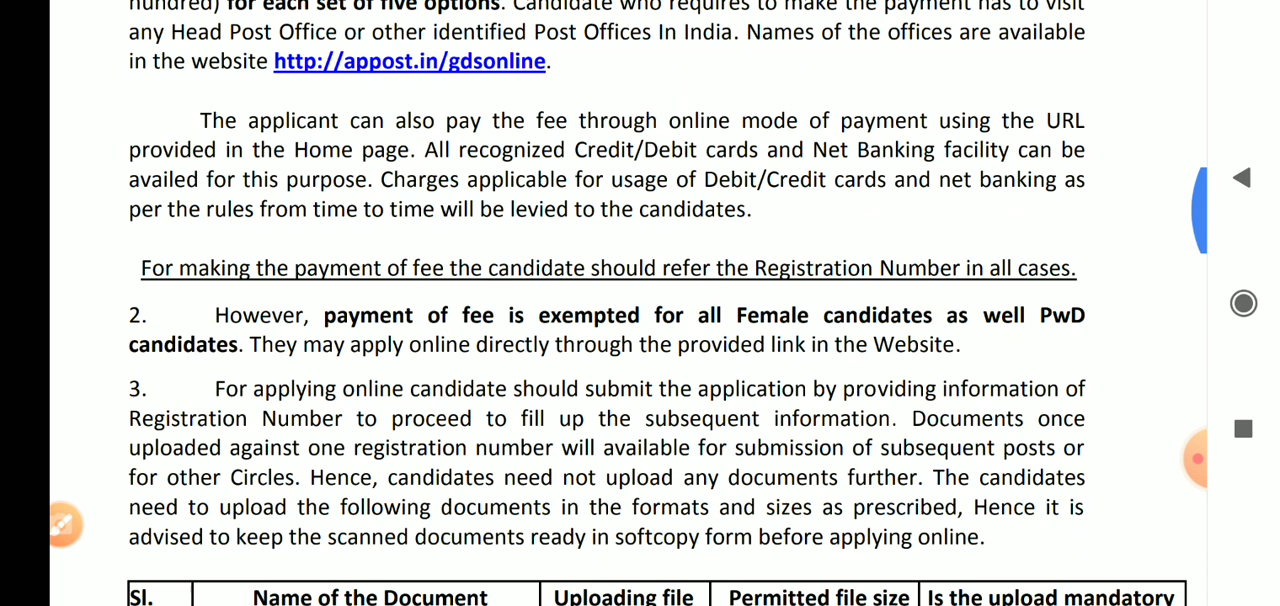 hundred) for each set of five options. Candidate who requires to make the payment has to visit
any Head Post Office or other identified Post Offices In India. Names of the offices are available
in the website http://appost.in/gdsonline.
The applicant can also pay the fee through online mode of payment using the URL
provided in the Home page. All recognized Credit/Debit cards and Net Banking facility can be
availed for this purpose. Charges applicable for usage of Debit/Credit cards and net banking as
per the rules from time to time will be levied to the candidates.
For making the payment of fee the candidate should refer the Registration Number in all cases.
2. However, payment of fee is exempted for all Female candidates as well PwD
candidates. They may apply online directly through the provided link in the Website.
3. For applying online candidate should submit the application by providing information of
Registration Number to proceed to fill up the subsequent information. Documents once
uploaded against one registration number will available for submission of subsequent posts or
for other Circles. Hence, candidates need not upload any documents further. The candidates
need to upload the following documents in the formats and sizes as prescribed, Hence it is
advised to keep the scanned documents ready in softcopy form before applying online.
Sl. Name of the Document Uploading file Permitted file size Is the upload mandatory